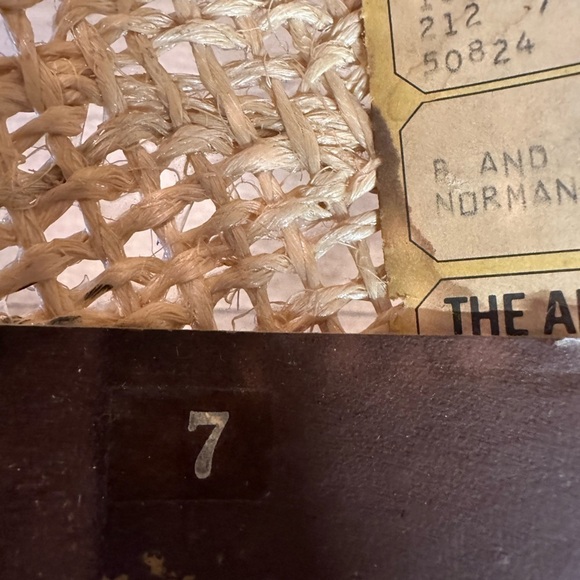 212
50824
AND
NORMAN
THE
7